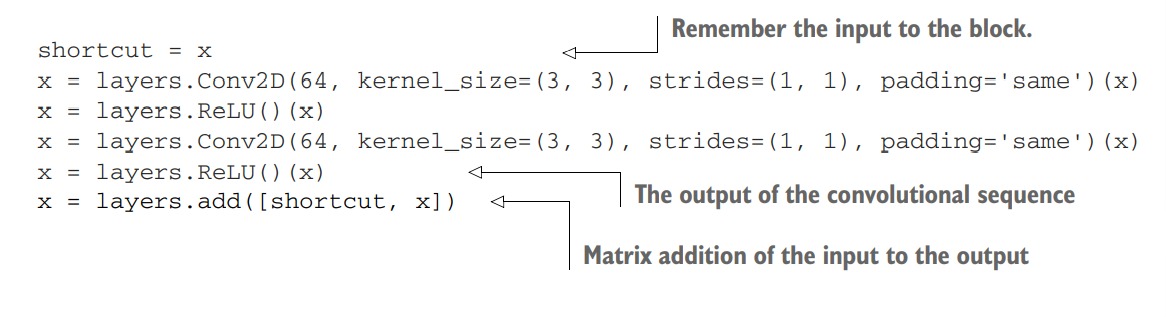 Remember the input to the block.
shortcut = x
x = layers.Conv2D(64, kernel_size=(3, 3), strides=(1, 1), padding='same')(x)
x = layers.ReLU()(x)
x = layers.Conv2D(64, kernel_size=(3, 3), strides=(1, 1), padding='same')(x)
x = layers.ReLU()(x)
The output of the convolutional sequence
x = layers.add([shortcut, x])
Matrix addition of the input to the output